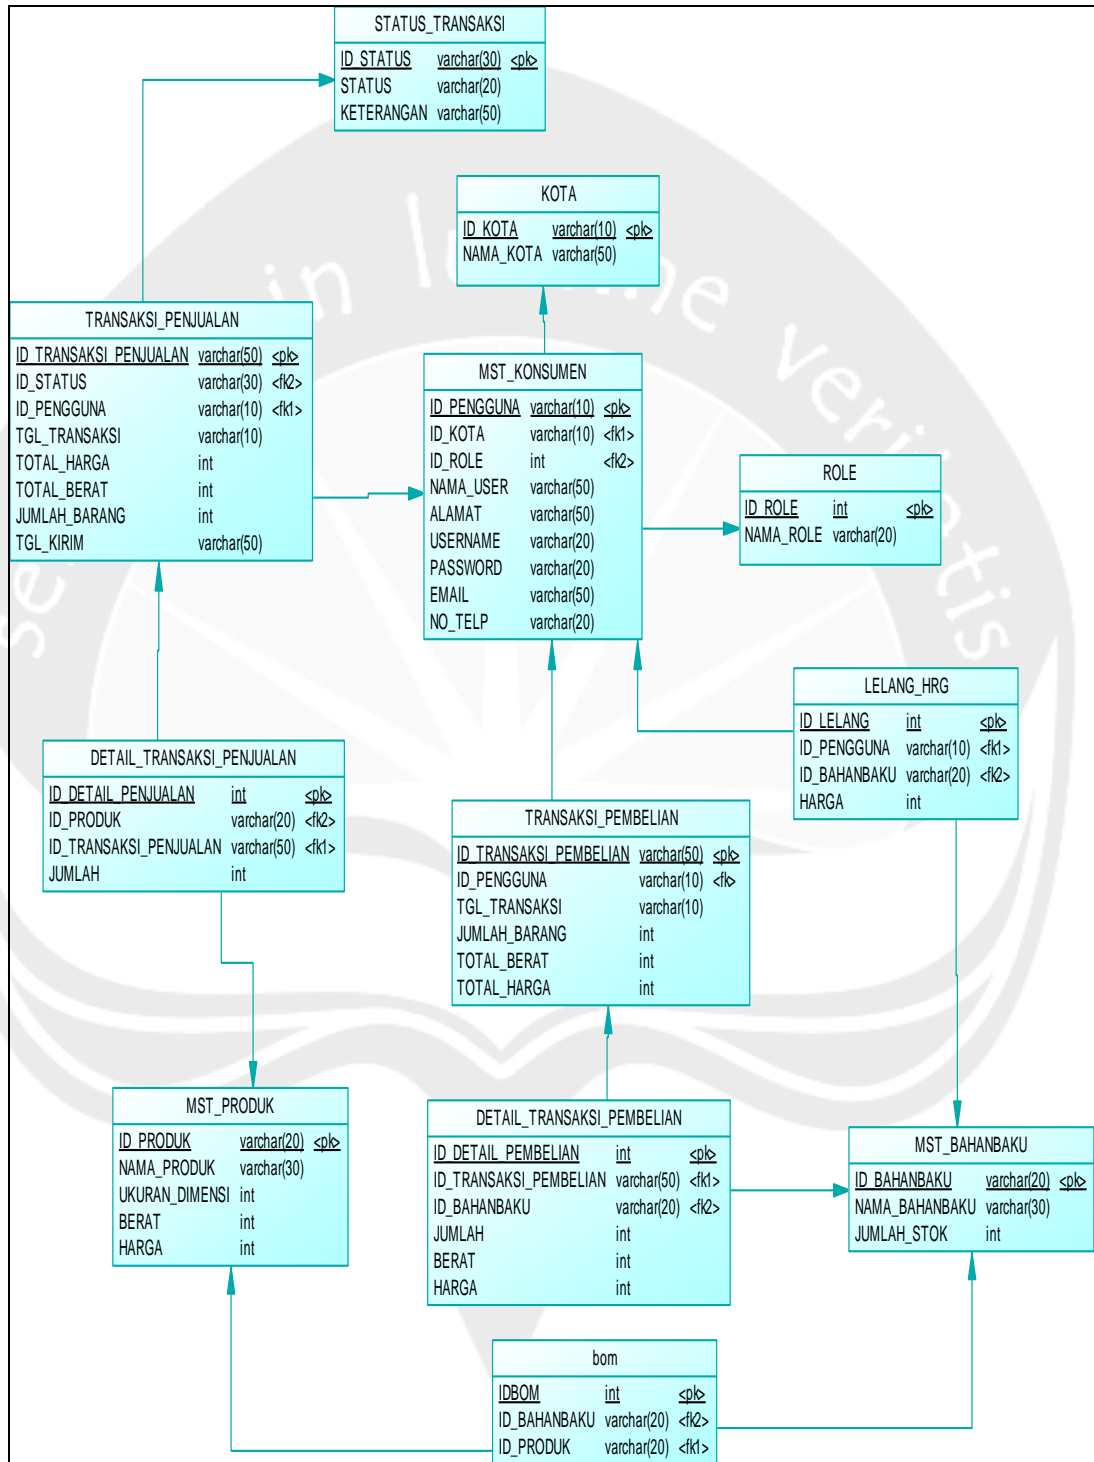 STATUS_TRANSAKSI
ID_STATUS varchar(30) <pk>
STATUS varchar(20)
KETERANGAN varchar(50)
KOTA
ID_KOTA varchar(10) <pk>
NAMA_KOTA varchar(50)
TRANSAKSI_PENJUALAN
ID_TRANSAKSI_PENJUALAN varchar(50) <pk>
ID_STATUS varchar(30) <fk2>
ID_PENGGUNA varchar(10) <fk1>
TGL_TRANSAKSI varchar(10)
TOTAL_HARGA int
TOTAL_BERAT int
JUMLAH_BARANG int
TGL_KIRIM varchar(50)
MST_KONSUMEN
ID_PENGGUNA varchar(10) <pk>
ID_KOTA varchar(10) <fk1>
ID_ROLE int <fk2>
NAMA_USER varchar(50)
ALAMAT varchar(50)
USERNAME varchar(20)
PASSWORD varchar(20)
EMAIL varchar(50)
NO_TELP varchar(20)
ROLE
ID_ROLE int <pk>
NAMA_ROLE varchar(20)
LELANG_HRG
ID_LELANG int <pk>
ID_PENGGUNA varchar(10) <fk1>
ID_BAHANBAKU varchar(20) <fk2>
HARGA int
DETAIL_TRANSAKSI_PENJUALAN
ID_DETAIL_PENJUALAN int <pk>
ID_PRODUK varchar(20) <fk2>
ID_TRANSAKSI_PENJUALAN varchar(50) <fk1>
JUMLAH int
TRANSAKSI_PEMBELIAN
ID_TRANSAKSI_PEMBELIAN varchar(50) <pk>
ID_PENGGUNA varchar(10) <fk>
TGL_TRANSAKSI varchar(10)
JUMLAH_BARANG int
TOTAL_BERAT int
TOTAL_HARGA int
MST_PRODUK
ID_PRODUK varchar(20) <pk>
NAMA_PRODUK varchar(30)
UKURAN_DIMENSI int
BERAT int
HARGA int
DETAIL_TRANSAKSI_PEMBELIAN
ID_DETAIL_PEMBELIAN int <pk>
ID_TRANSAKSI_PEMBELIAN varchar(50) <fk1>
ID_BAHANBAKU varchar(20) <fk2>
JUMLAH int
BERAT int
HARGA int
MST_BAHANBAKU
ID_BAHANBAKU varchar(20) <pk>
NAMA_BAHANBAKU varchar(30)
JUMLAH_STOK int
bom
IDBOM int <pk>
ID_BAHANBAKU varchar(20) <fk2>
ID_PRODUK varchar(20) <fk1>
in
veritatis